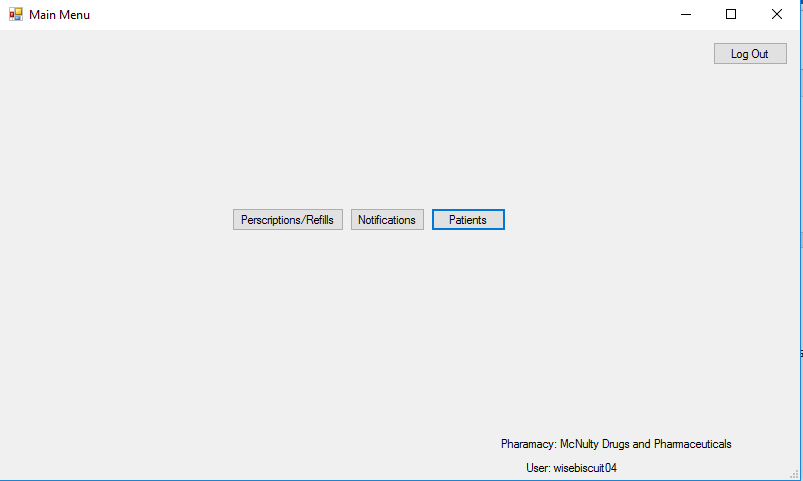 Main Menu
Log Out
Perscriptions/Refills
Notifications
Patients
Pharamacy: McNulty Drugs and Pharmaceuticals
User: wisebiscuit04